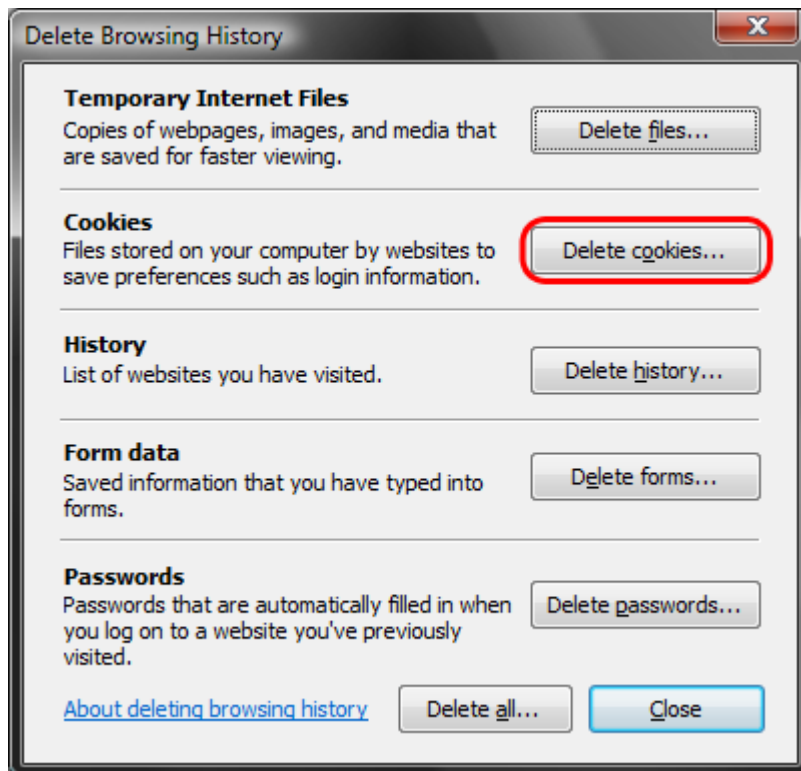 Delete Browsing History
Temporary Internet Files
Copies of webpages, images, and media that
are saved for faster viewing.
Delete files...
Cookies
Files stored on your computer by websites to
save preferences such as login information.
Delete cookies...
History
List of websites you have visited.
Delete history...
Form data
Saved information that you have typed into
forms.
Delete forms...
Passwords
Passwords that are automatically filled in when
you log on to a website you've previously
visited.
Delete passwords...
About deleting browsing history
Delete all...
Close